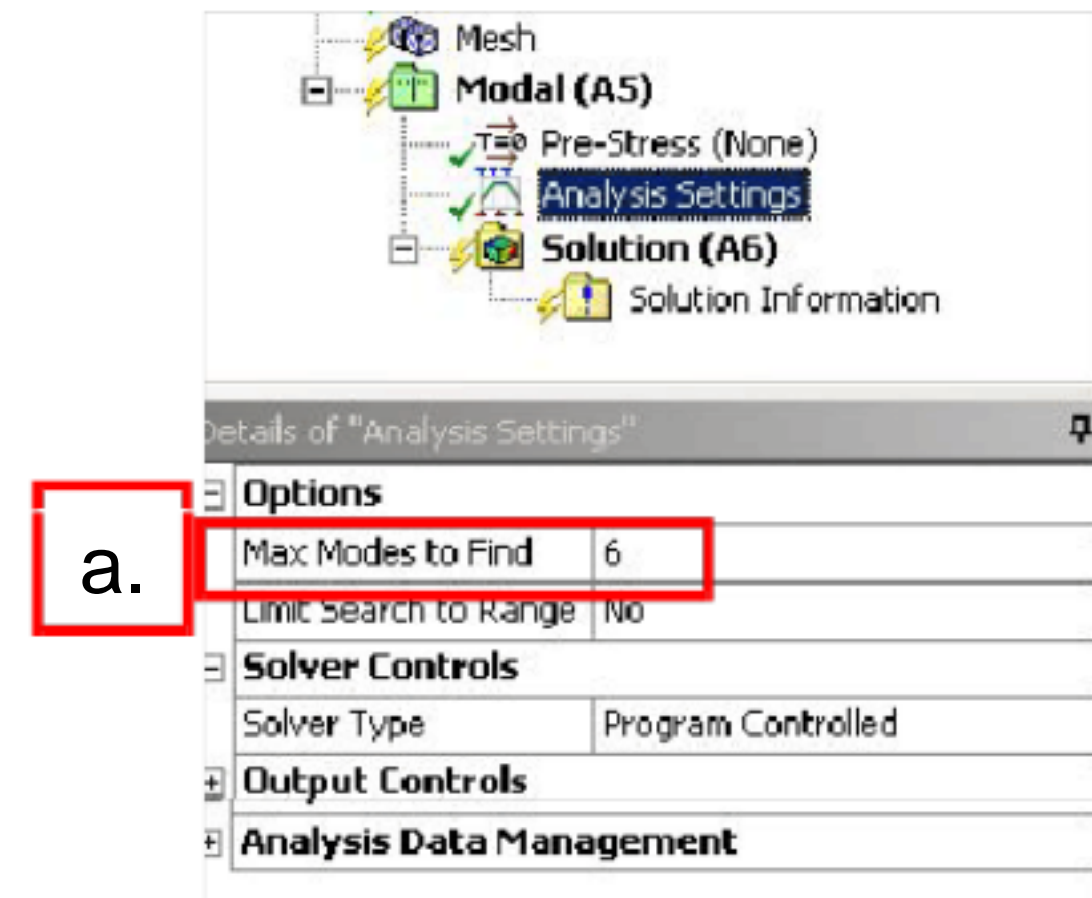 Mesh
Modal (A5)
T=0 Pre-Stress (None)
Analysis Settings
Solution (A6)
Solution Information
Details of "Analysis Settings"
Options
a.
Max Modes to Find 6
Limit Search to Range No
Solver Controls
Solver Type Program Controlled
Output Controls
Analysis Data Management